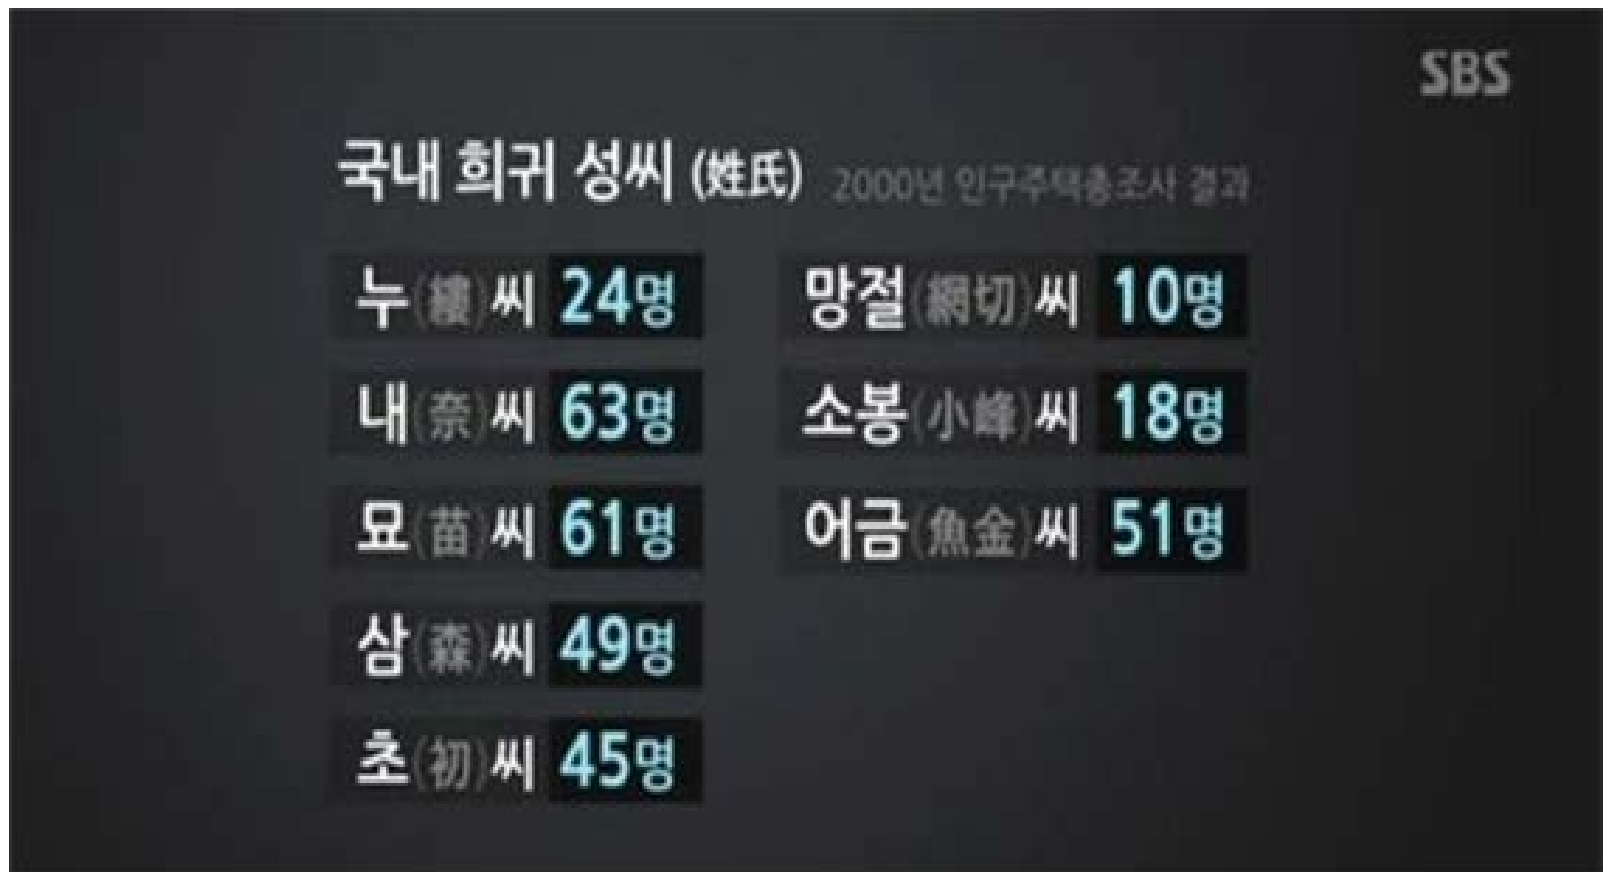 SBS
국내 희귀 성씨 (姓氏) 2000년 인구주택총조사 결과
누(縷)씨 24명
내(奈)씨 63명
묘(苗)씨 61명
삼(森)씨 49명
초(初)씨 45명
망절(網切)씨 10명
소봉(小峰)씨 18명
어금(魚金)씨 51명